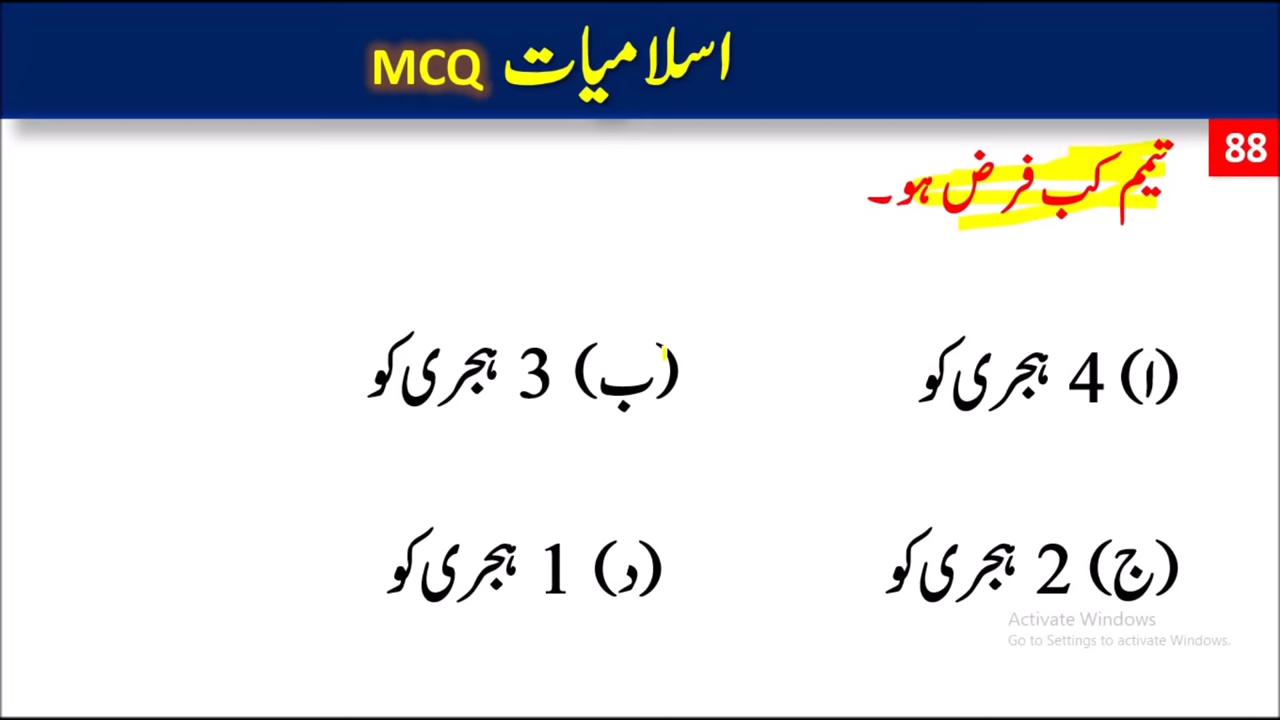 اسلامیات MCQ
88
تیمم کب فرض ہو۔
(ا) 4 ہجری کو
(ب) 3 ہجری کو
(ج) 2 ہجری کو
(د) 1 ہجری کو
Activate Windows
Go to Settings to activate Windows.